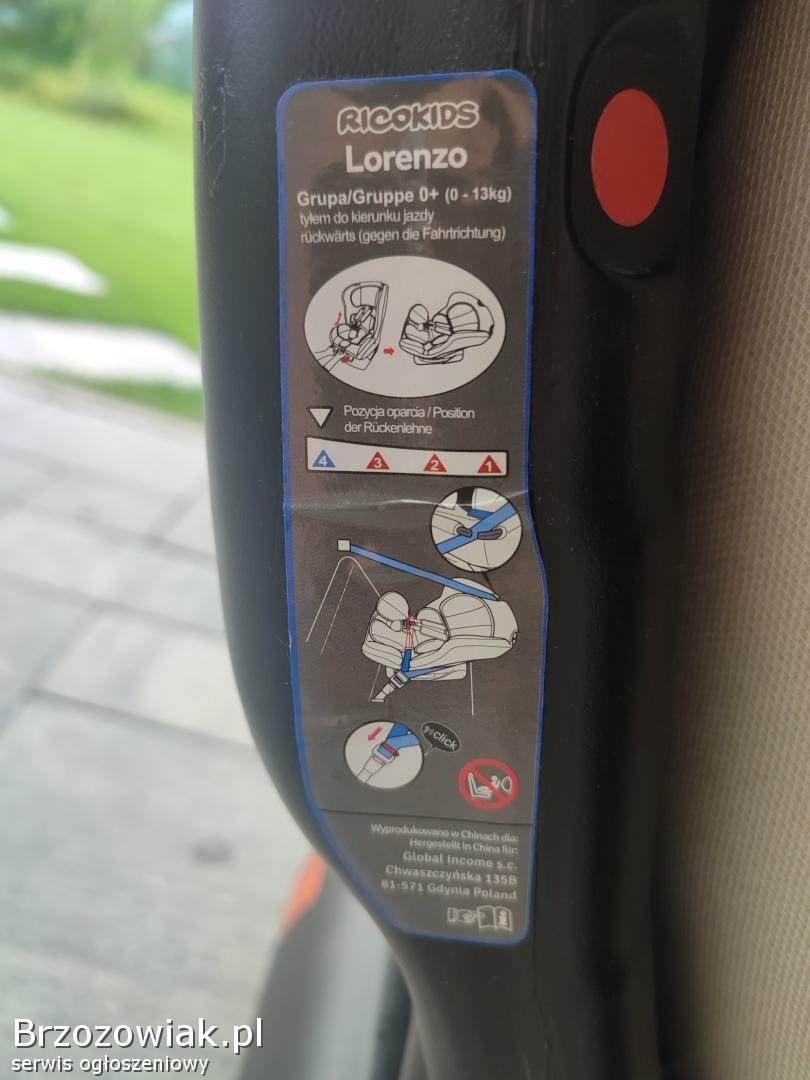 RICOKIDS
Lorenzo
Grupa/Gruppe 0+ (0 - 13kg)
tyłem do kierunku jazdy
rückwärts (gegen die Fahrtrichtung)
Pozycja oparcia / Position
der Rückenlehne
4 3 2 1
click
Wyprodukowano w Chinach dla:
Hergestellt in China für:
Global Income s.c.
Chwaszczyńska 135B
81-571 Gdynia Poland
i
Brzozowiak.pl
serwis ogłoszeniowy